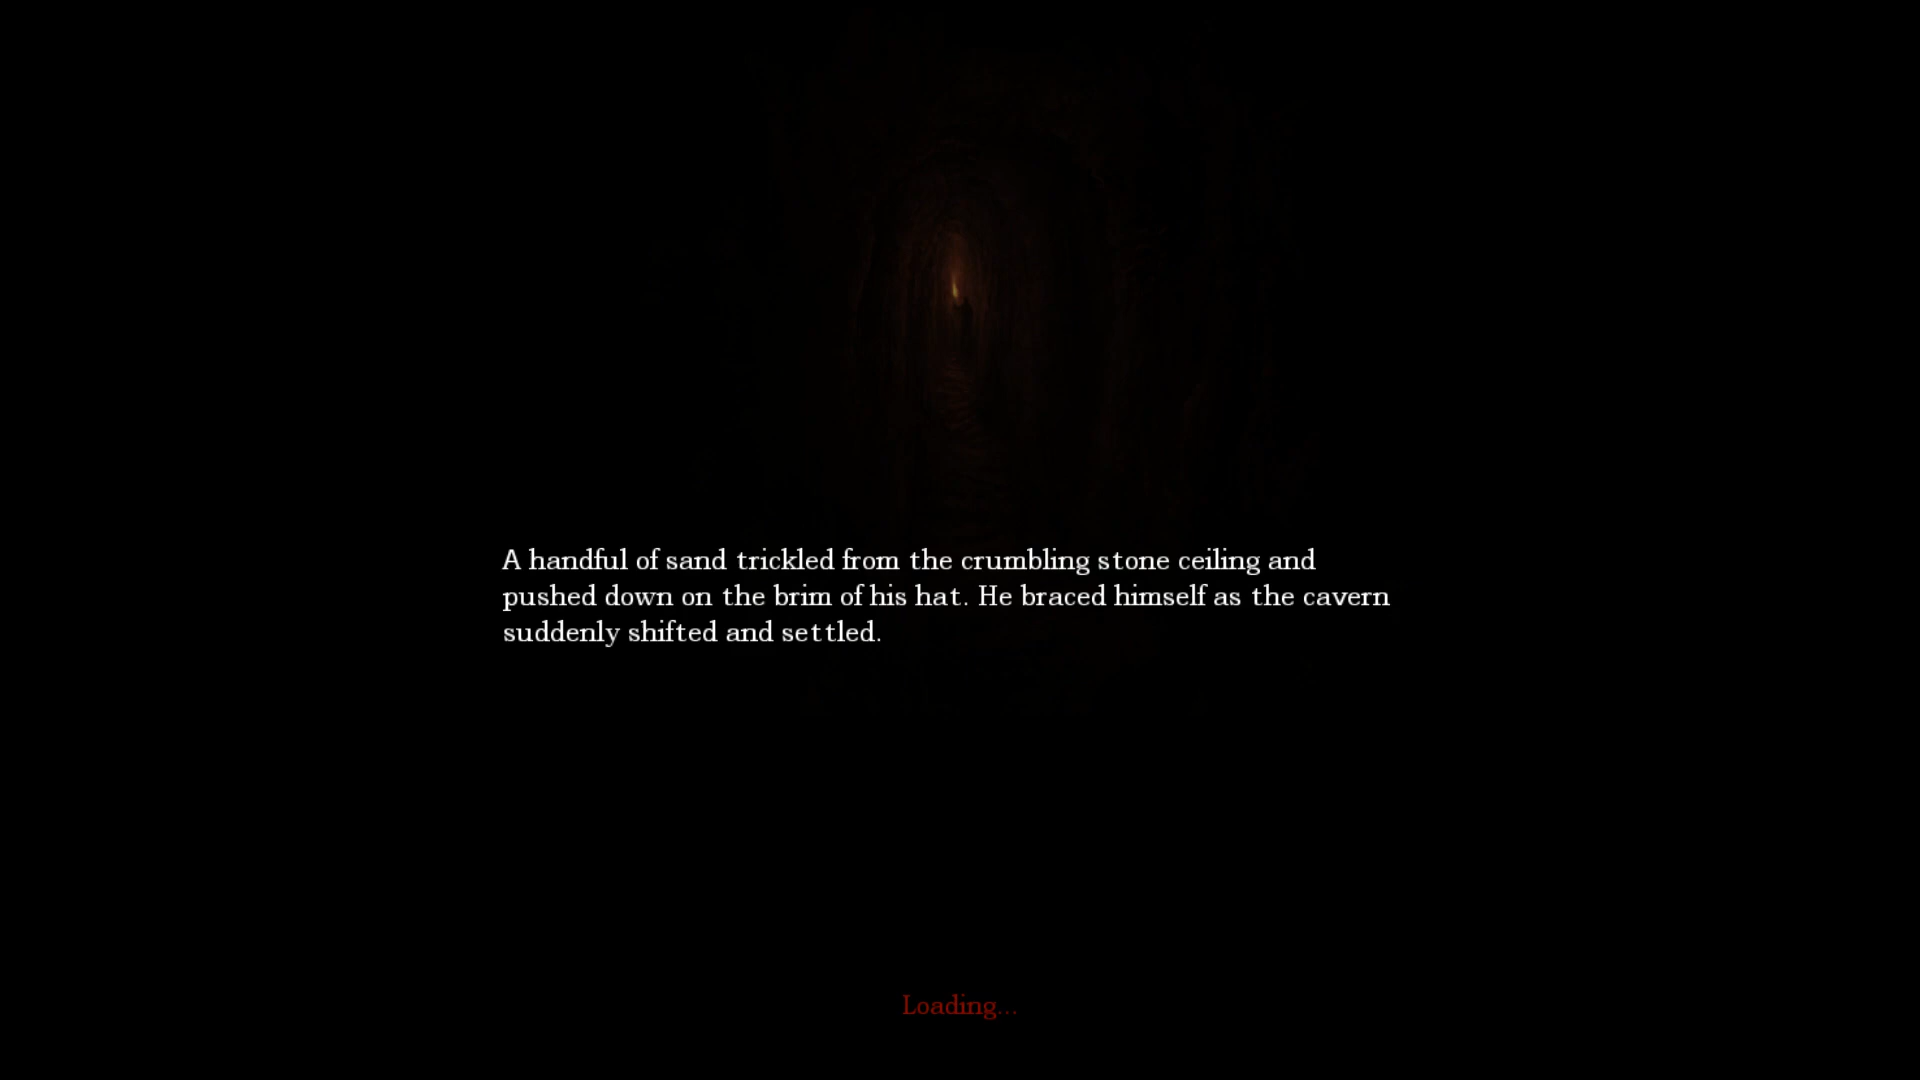 A handful of sand trickled from the crumbling stone ceiling and
pushed down on the brim of his hat. He braced himself as the cavern
suddenly shifted and settled.
Loading...